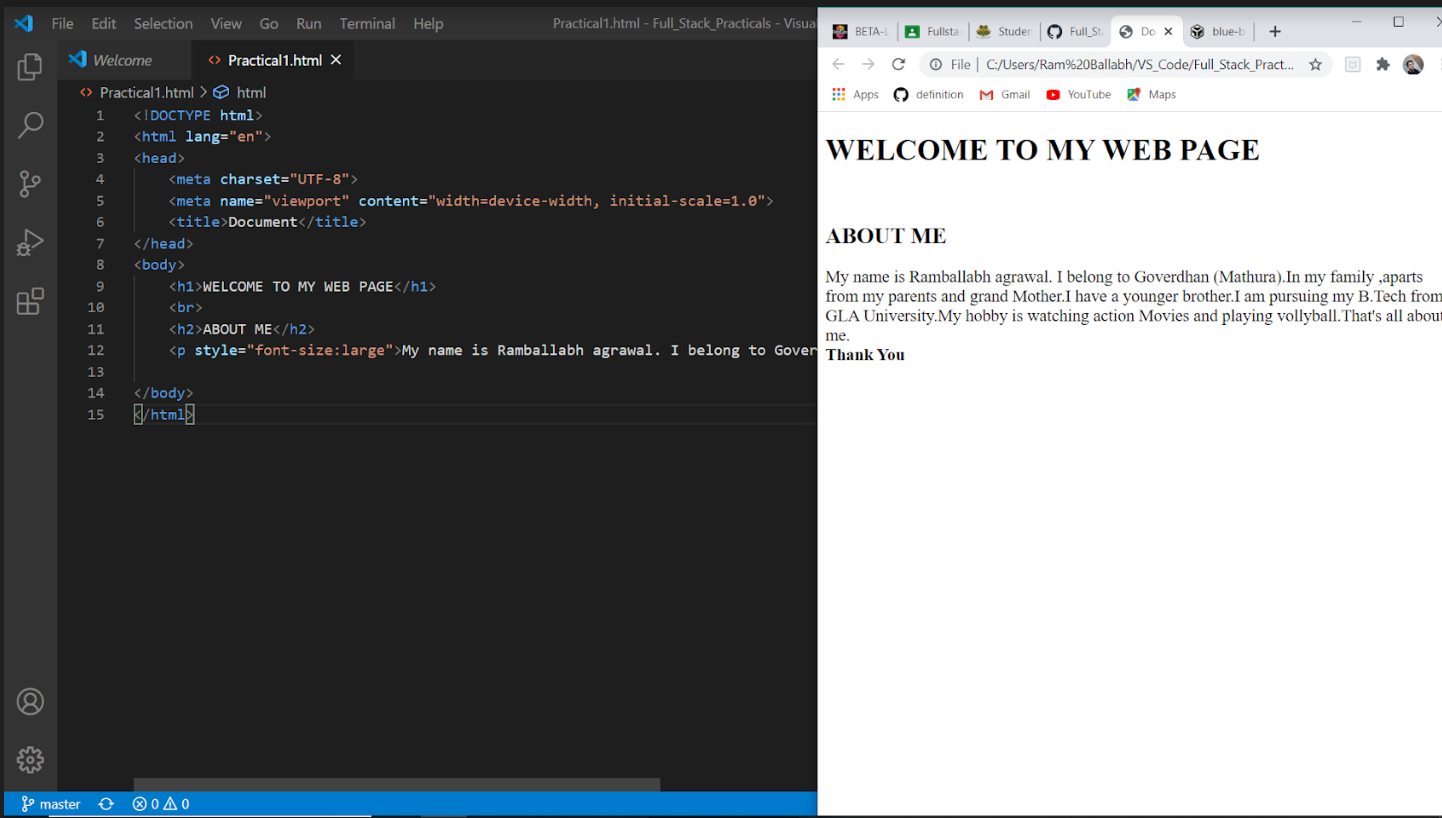 File Edit Selection View Go Run Terminal Help Practical1.html - Full_Stack_Practicals - Visua
Welcome Practical1.html
Practical1.html > html
1 <!DOCTYPE html>
2 <html lang="en">
3 <head>
4 <meta charset="UTF-8">
5 <meta name="viewport" content="width=device-width, initial-scale=1.0">
6 <title>Document</title>
7 </head>
8 <body>
9 <h1>WELCOME TO MY WEB PAGE</h1>
10 <br>
11 <h2>ABOUT ME</h2>
12 <p style="font-size:large">My name is Ramballabh agrawal. I belong to Gover
13
14 </body>
15 </html>
master 0 0
BETA-L Fullsta Studen Full_St Do blue-b
File C:/Users/Ram%20Ballabh/VS_Code/Full_Stack_Pract...
Apps definition Gmail YouTube Maps
WELCOME TO MY WEB PAGE
ABOUT ME
My name is Ramballabh agrawal. I belong to Goverdhan (Mathura).In my family ,aparts
from my parents and grand Mother.I have a younger brother.I am pursuing my B.Tech from
GLA University.My hobby is watching action Movies and playing vollyball.That's all about
me.
Thank You